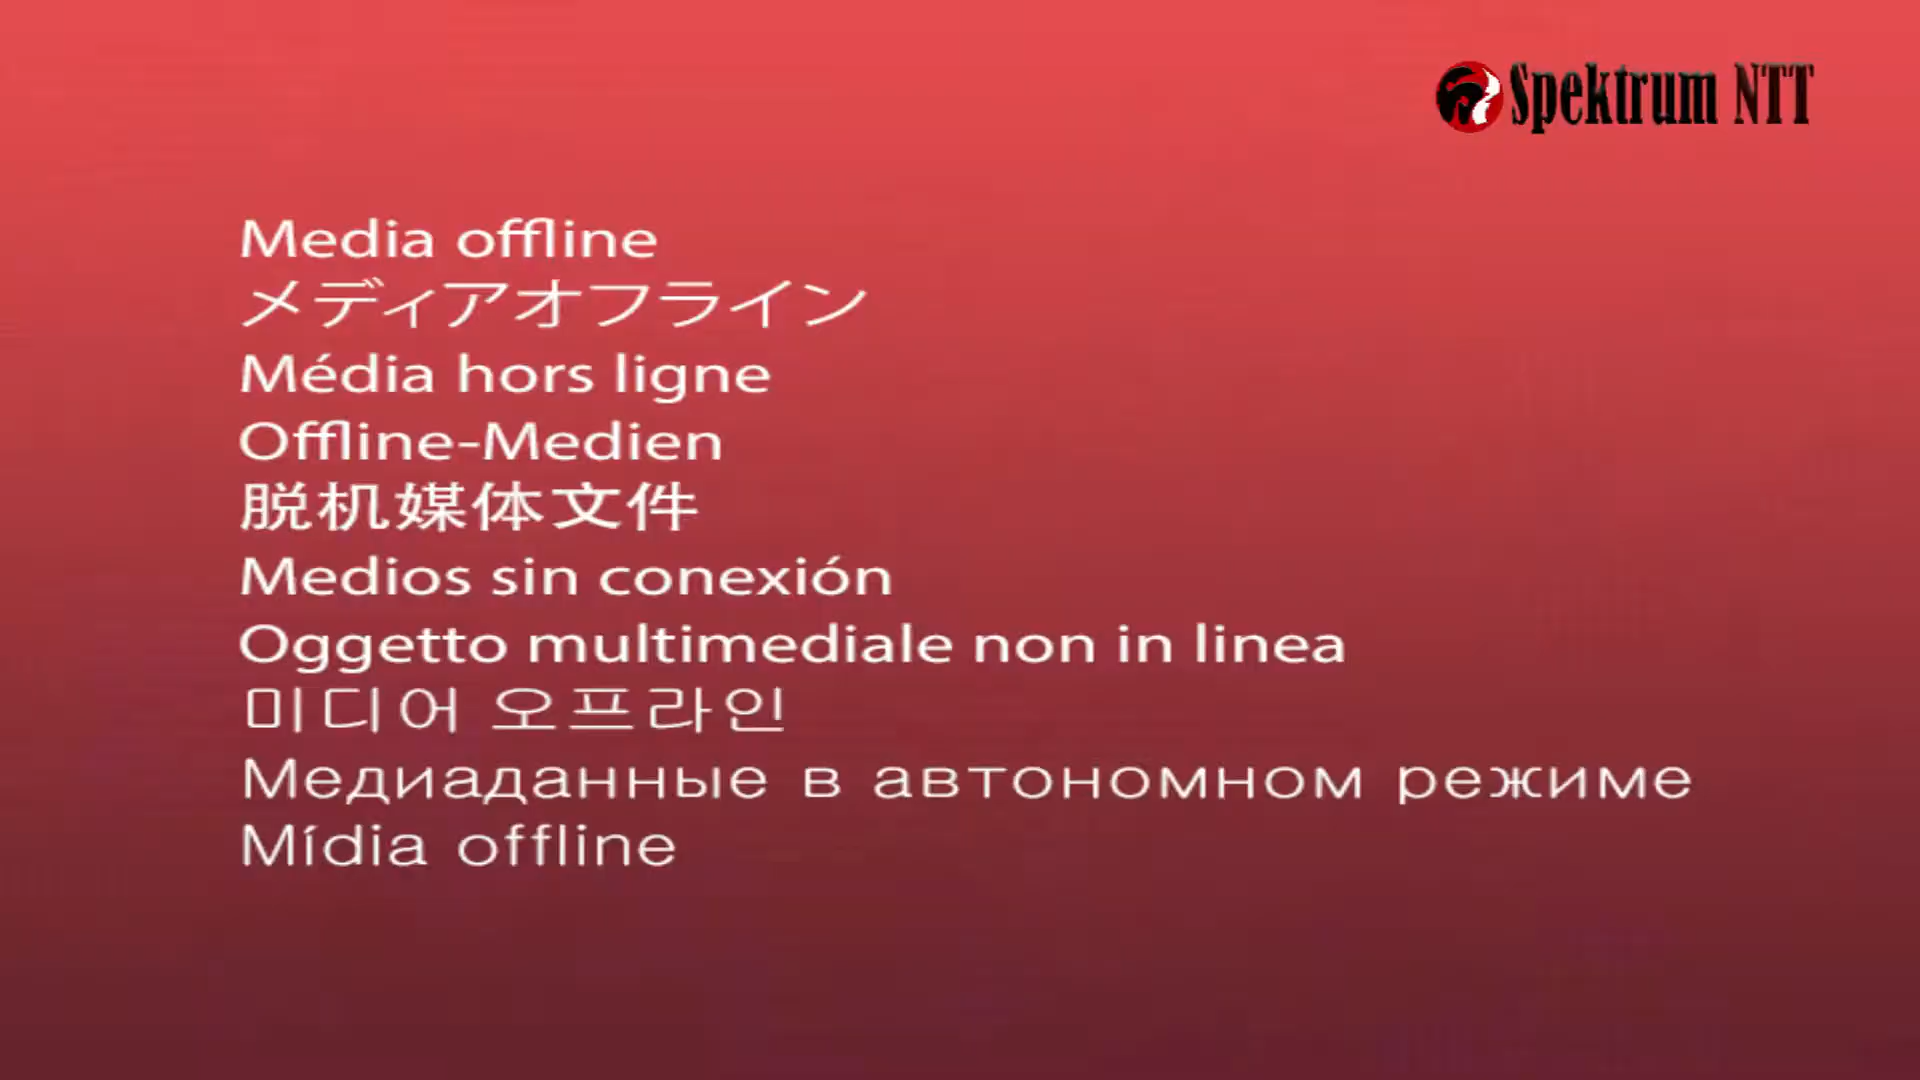 Spektrum NTT
Media offline
メディアオフライン
Média hors ligne
Offline-Medien
脱机媒体文件
Medios sin conexión
Oggetto multimediale non in linea
미디어 오프라인
Медиаданные в автономном режиме
Mídia offline